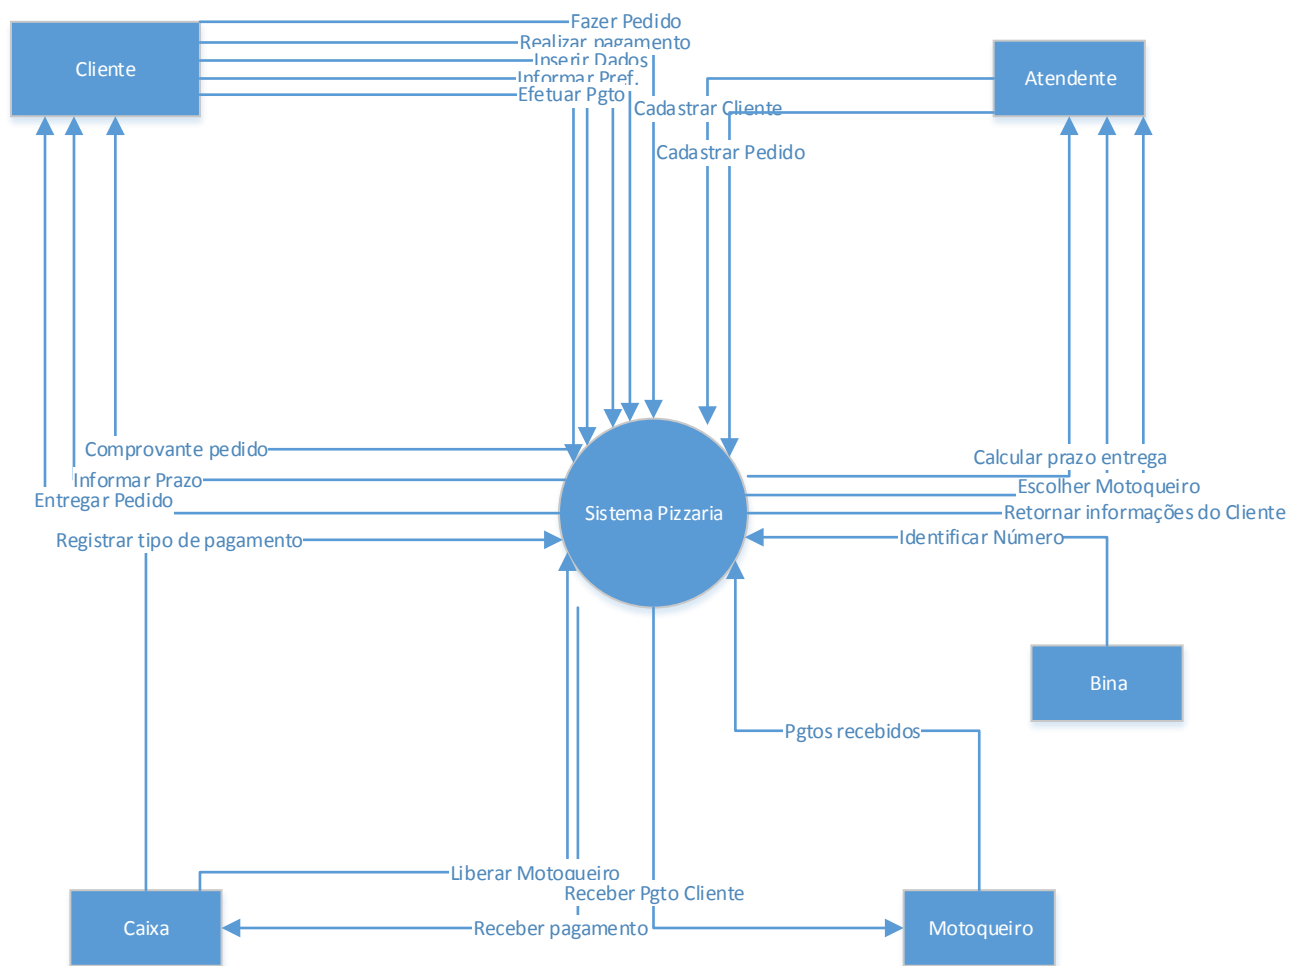 Fazer Pedido
Cliente
Realizar pagamento
Inserir Dados
Informar Pref.
Efetuar Pgto
Atendente
Cadastrar Cliente
Cadastrar Pedido
Comprovante pedido
Informar Prazo
Entregar Pedido
Registrar tipo de pagamento
Sistema Pizzaria
Calcular prazo entrega
Escolher Motoqueiro
Retornar informações do Cliente
Identificar Número
Bina
Pgtos recebidos
Liberar Motoqueiro
Receber Pgto Cliente
Receber pagamento
Caixa
Motoqueiro